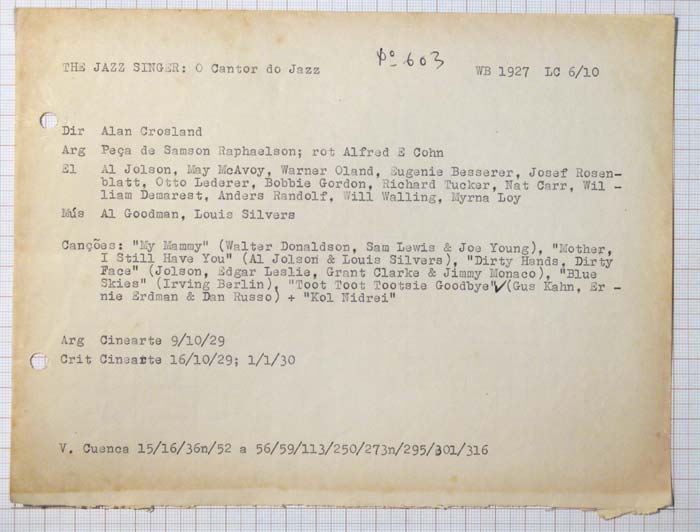 THE JAZZ SINGER: O Cantor do Jazz Nº 603 WB 1927 LC 6/10
Dir Alan Crosland
Arg Peça de Samson Raphaelson; rot Alfred E Cohn
El Al Jolson, May McAvoy, Warner Oland, Eugenie Besserer, Josef Rosen-
blatt, Otto Lederer, Bobbie Gordon, Richard Tucker, Nat Carr, Wil -
liam Demarest, Anders Randolf, Will Walling, Myrna Loy
Mús Al Goodman, Louis Silvers
Canções: "My Mammy" (Walter Donaldson, Sam Lewis & Joe Young), "Mother,
I Still Have You" (Al Jolson & Louis Silvers), "Dirty Hands, Dirty
Face" (Jolson, Edgar Leslie, Grant Clarke & Jimmy Monaco), "Blue
Skies" (Irving Berlin), "Toot Toot Tootsie Goodbye" (Gus Kahn, Er -
nie Erdman & Dan Russo) + "Kol Nidrei"
Arg Cinearte 9/10/29
Crit Cinearte 16/10/29; 1/1/30
V. Cuenca 15/16/36n/52 a 56/59/113/250/273n/295/301/316